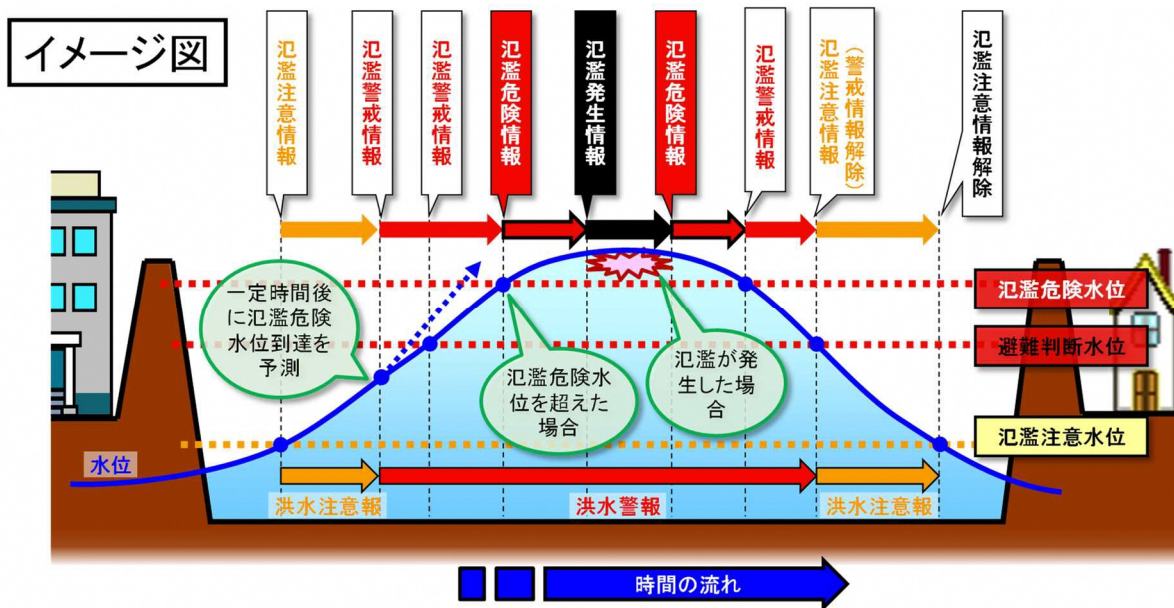 イメージ図
氾濫注意情報
氾濫警戒情報
氾濫警戒情報
氾濫危険情報
氾濫発生情報
氾濫危険情報
氾濫警戒情報
(警戒情報解除)
氾濫注意情報
氾濫注意情報解除
一定時間後
に氾濫危険
水位到達を
予測
氾濫危険水
位を超えた
場合
氾濫が発
生した場
合
氾濫危険水位
避難判断水位
氾濫注意水位
水位
洪水注意報
洪水警報
洪水注意報
時間の流れ